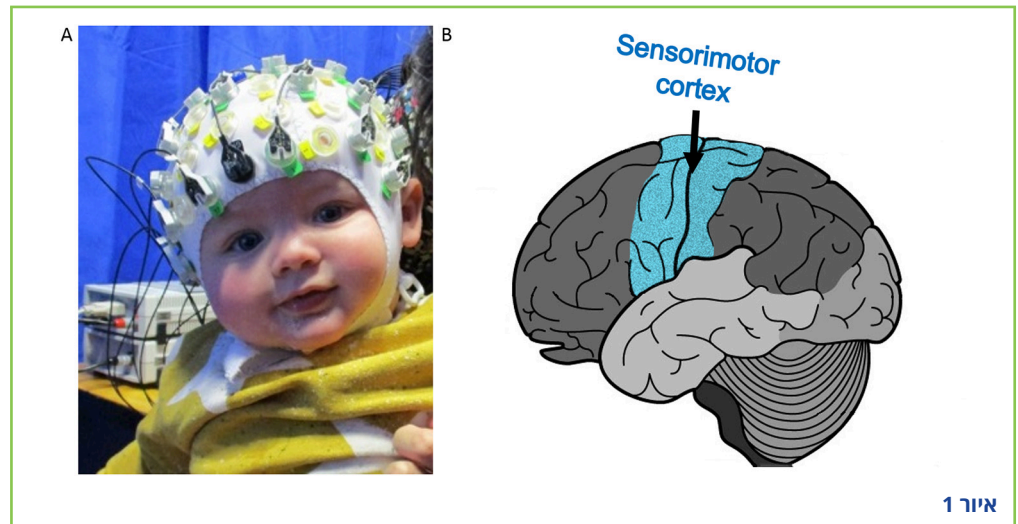 A
B
Sensorimotor
cortex
איור 1